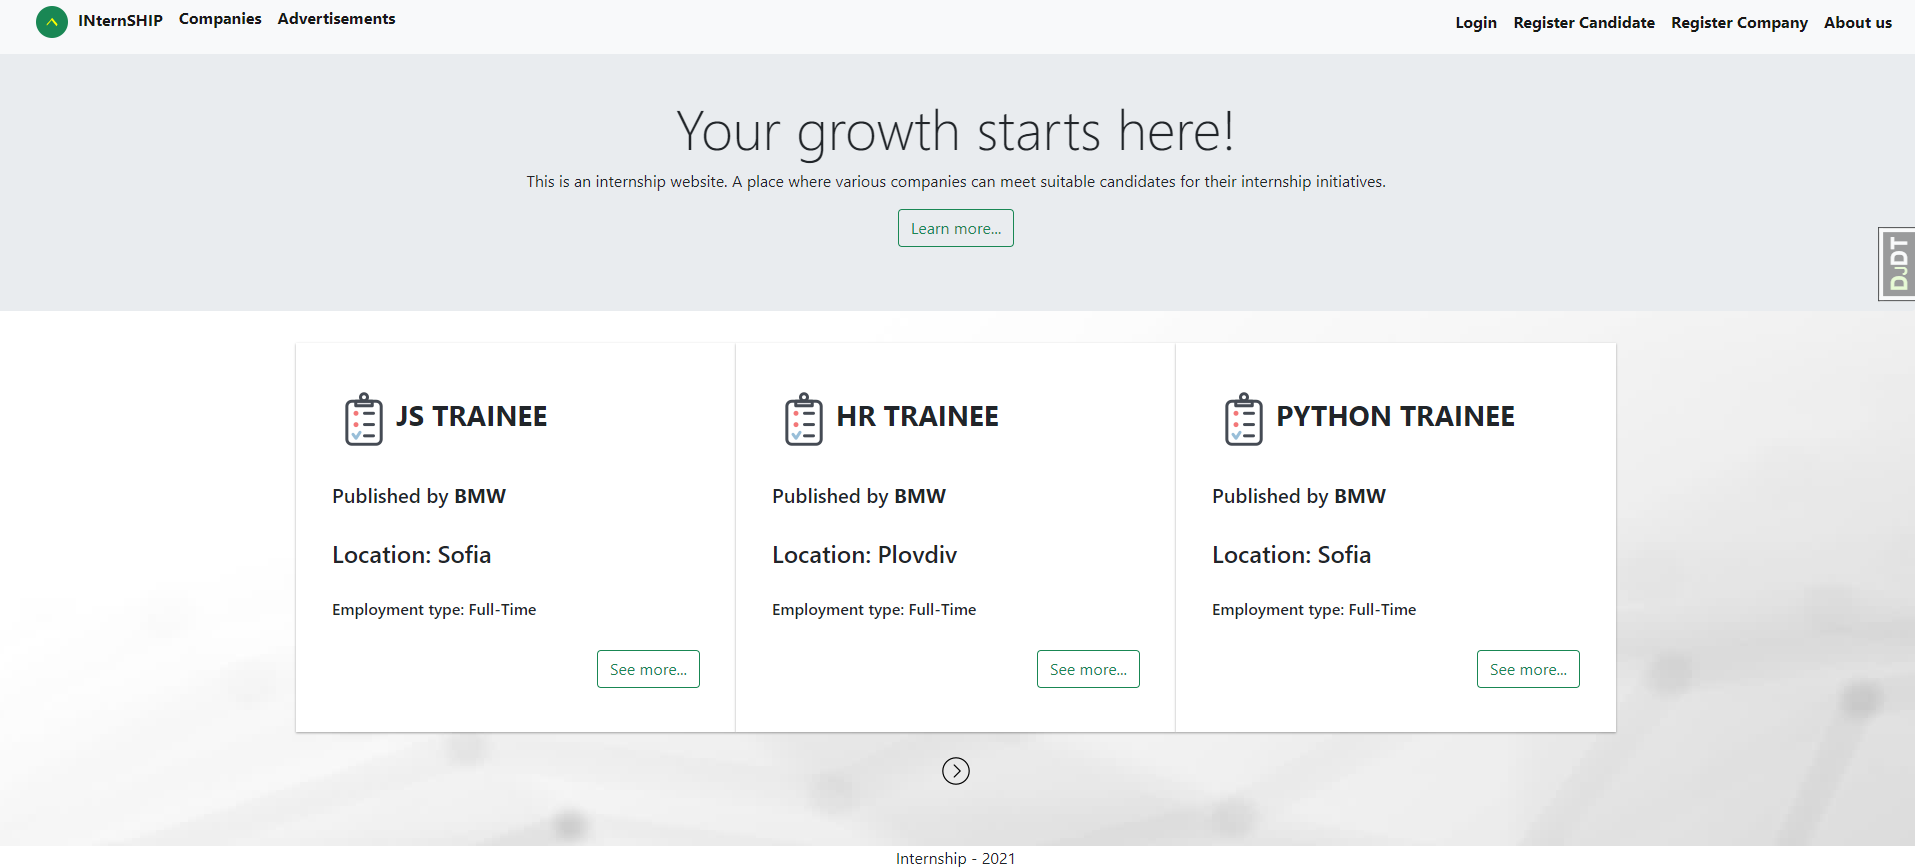 INternSHIP Companies Advertisements Login Register Candidate Register Company About us
Your growth starts here!
This is an internship website. A place where various companies can meet suitable candidates for their internship initiatives.
Learn more...
DJDT
JS TRAINEE
Published by BMW
Location: Sofia
Employment type: Full-Time
See more...
HR TRAINEE
Published by BMW
Location: Plovdiv
Employment type: Full-Time
See more...
PYTHON TRAINEE
Published by BMW
Location: Sofia
Employment type: Full-Time
See more...
Internship - 2021